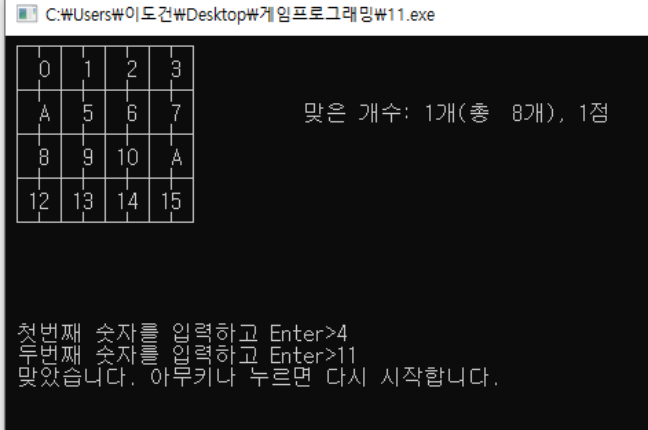 C:₩Users₩이도건₩Desktop₩게임프로그래밍₩11.exe
0 1 2 3
A 5 6 7 맞은 개수: 1개(총 8개), 1점
8 9 10 A
12 13 14 15
첫번째 숫자를 입력하고 Enter>4
두번째 숫자를 입력하고 Enter>11
맞았습니다. 아무키나 누르면 다시 시작합니다.